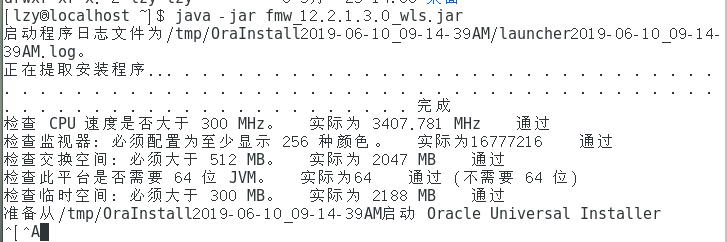 [lzy@localhost ~]$ java -jar fmw_12.2.1.3.0_wls.jar
启动程序日志文件为/tmp/OraInstall2019-06-10_09-14-39AM/launcher2019-06-10_09-14-
39AM.log。
正在提取安装程序. . . . . . . . . . . . . . . . . . . . . . . . . . . . . . . . . . . . . .
. . . . . . . . . . . . . . . . . . . . . . . . . . . . . . . . . . . . . . . . . . . . . . . .
. . . . . . . . . . . . . . . . . . . . . . . . . . . 完成
检查 CPU 速度是否大于 300 MHz。   实际为 3407.781 MHz    通过
检查监视器: 必须配置为至少显示 256 种颜色。   实际为16777216    通过
检查交换空间: 必须大于 512 MB。   实际为 2047 MB    通过
检查此平台是否需要 64 位 JVM。   实际为64    通过 (不需要 64 位)
检查临时空间: 必须大于 300 MB。   实际为 2188 MB    通过
准备从/tmp/OraInstall2019-06-10_09-14-39AM启动 Oracle Universal Installer
^[^A